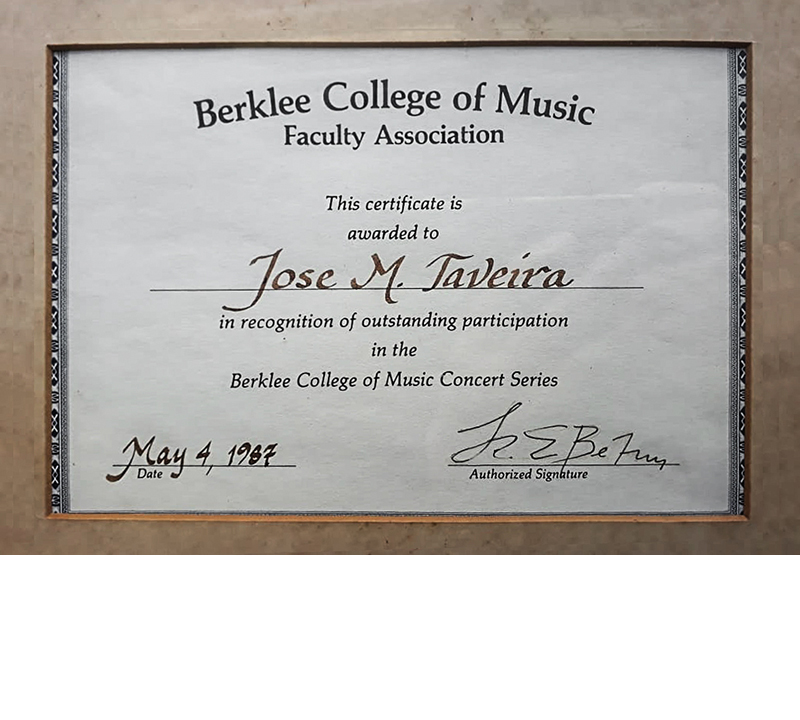 Berklee College of Music
Faculty Association
This certificate is
awarded to
Jose M. Taveira
in recognition of outstanding participation
in the
Berklee College of Music Concert Series
May 4, 1987
Date
Authorized Signature